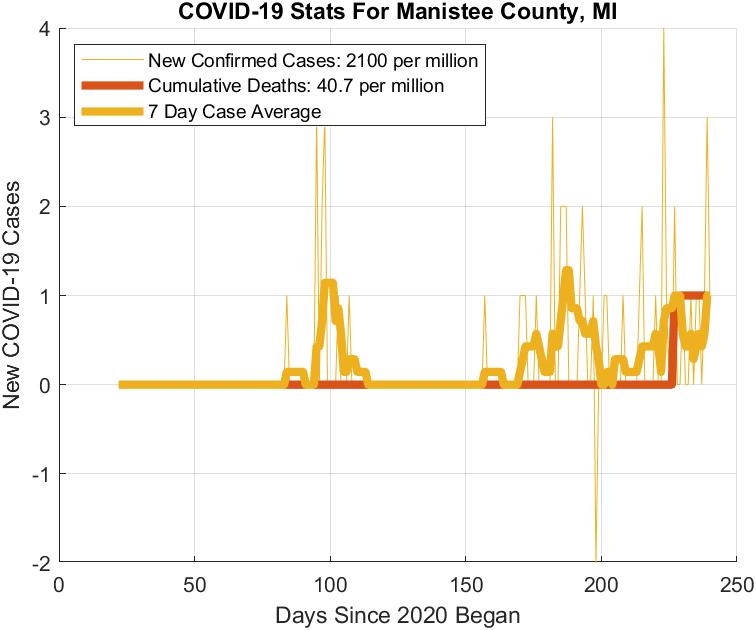 COVID-19 Stats For Manistee County, MI
New Confirmed Cases: 2100 per million
Cumulative Deaths: 40.7 per million
7 Day Case Average
New COVID-19 Cases
4
3
2
1
0
-1
-2
0 50 100 150 200 250
Days Since 2020 Began